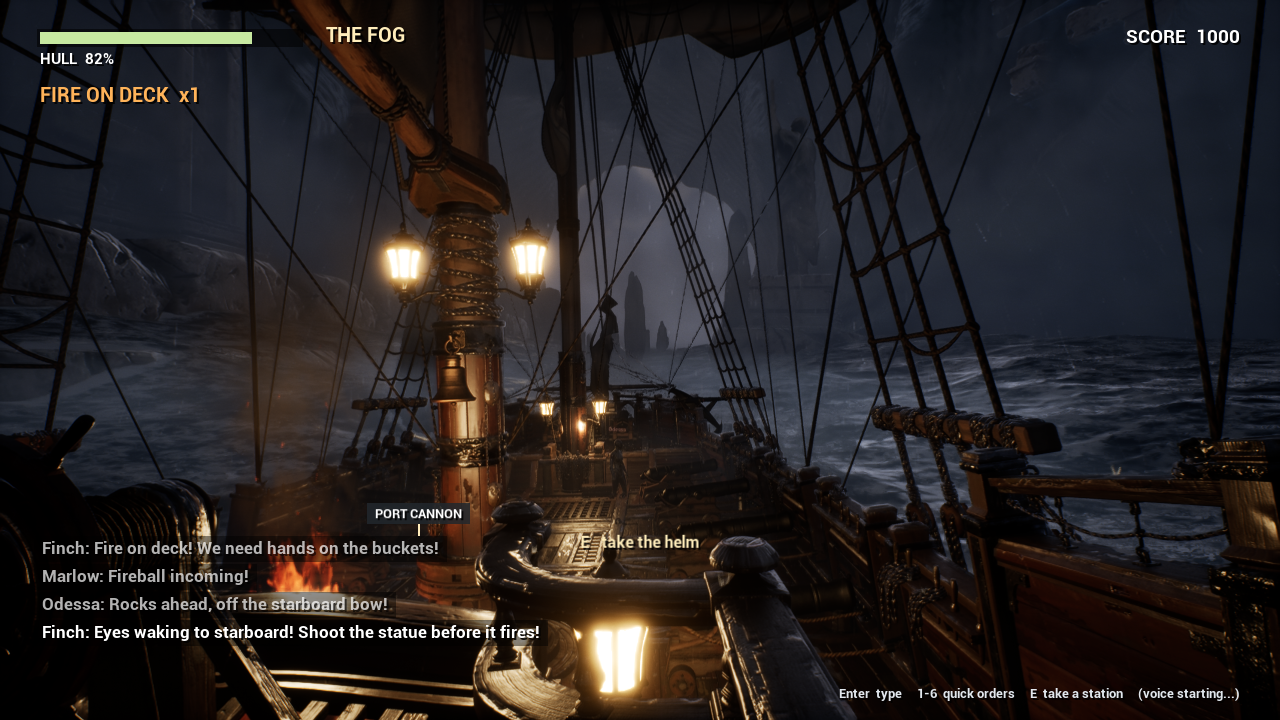 THE FOG
SCORE 1000
HULL 82%
FIRE ON DECK x1
PORT CANNON
E take the helm
Finch: Fire on deck! We need hands on the buckets!
Marlow: Fireball incoming!
Odessa: Rocks ahead, off the starboard bow!
Finch: Eyes waking to starboard! Shoot the statue before it fires!
Enter type 1-6 quick orders E take a station (voice starting...)